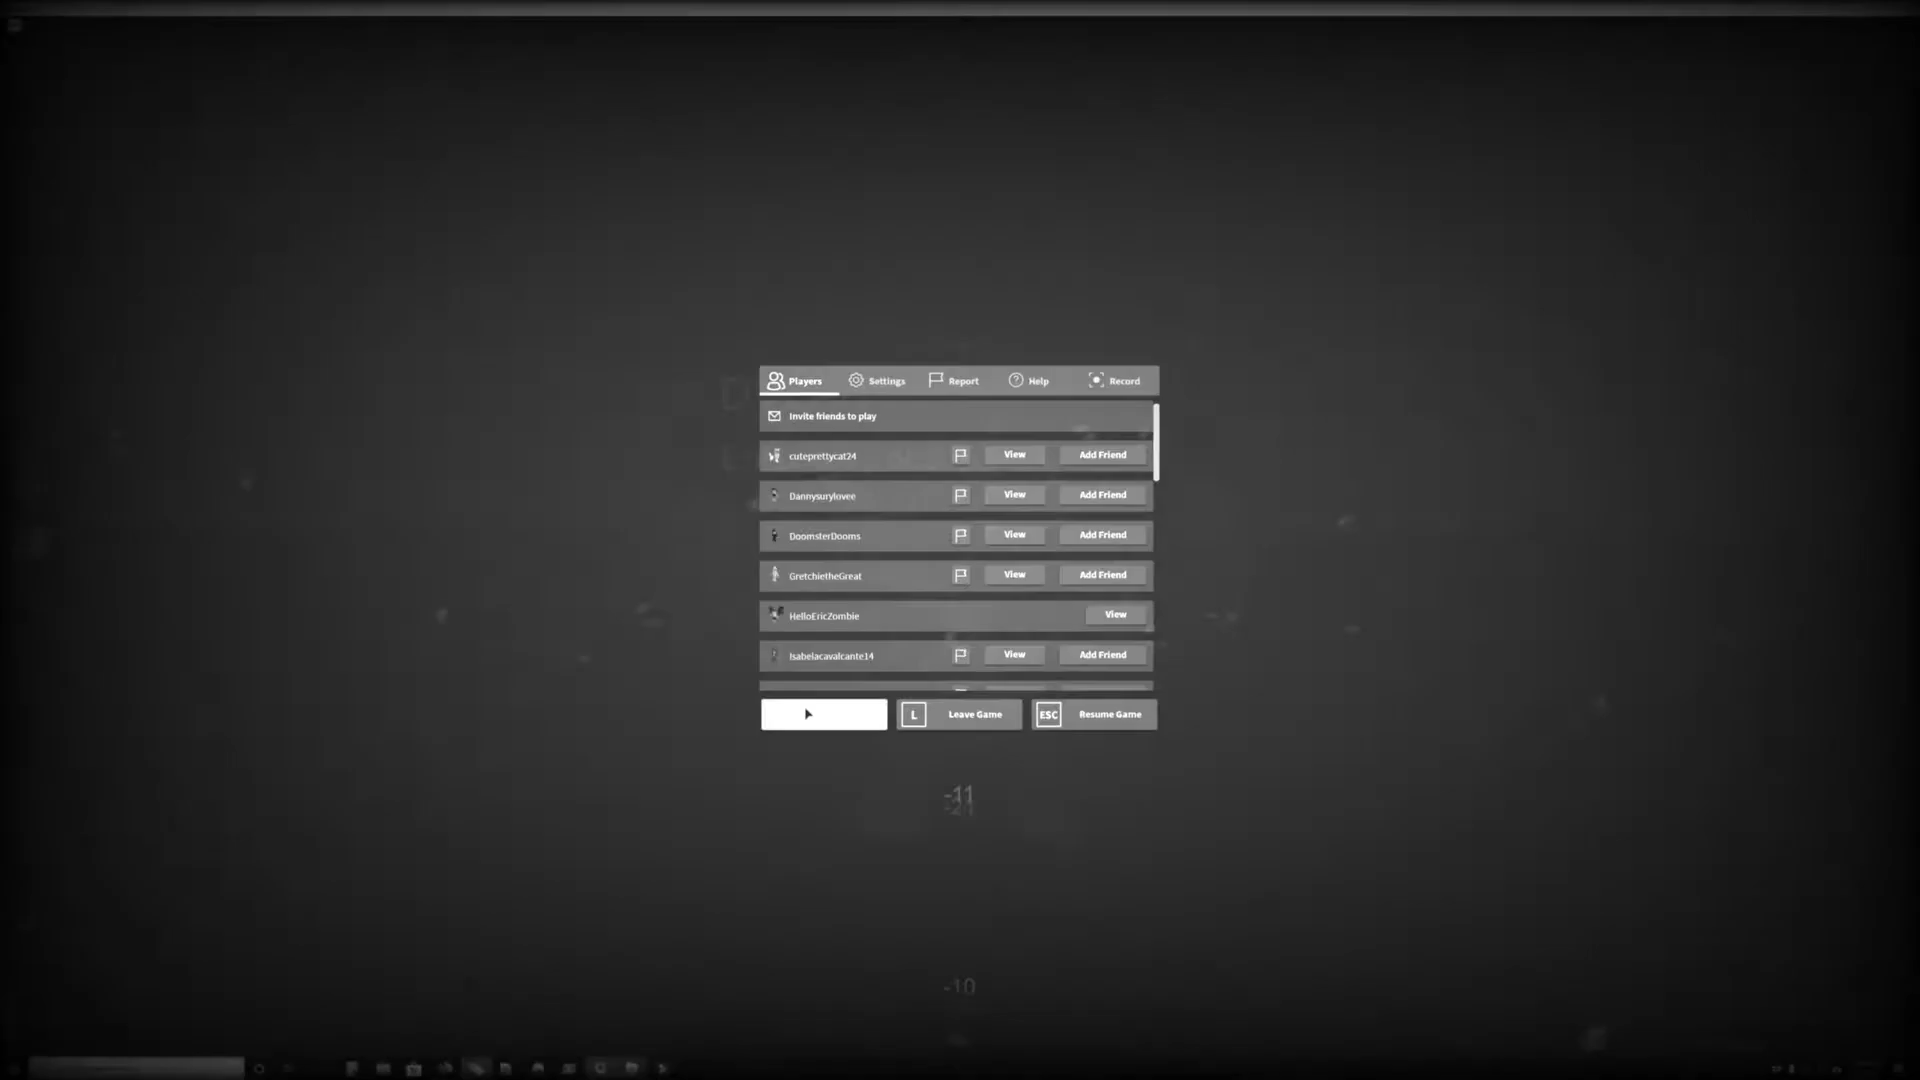 Players Settings Report Help Record
Invite friends to play
cuteprettycat24 View Add Friend
Dannysurylovee View Add Friend
DoomsterDooms View Add Friend
GretchietheGreat View Add Friend
HelloEricZombie View
Isabelacavalcante14 View Add Friend
L Leave Game ESC Resume Game
-11
-10